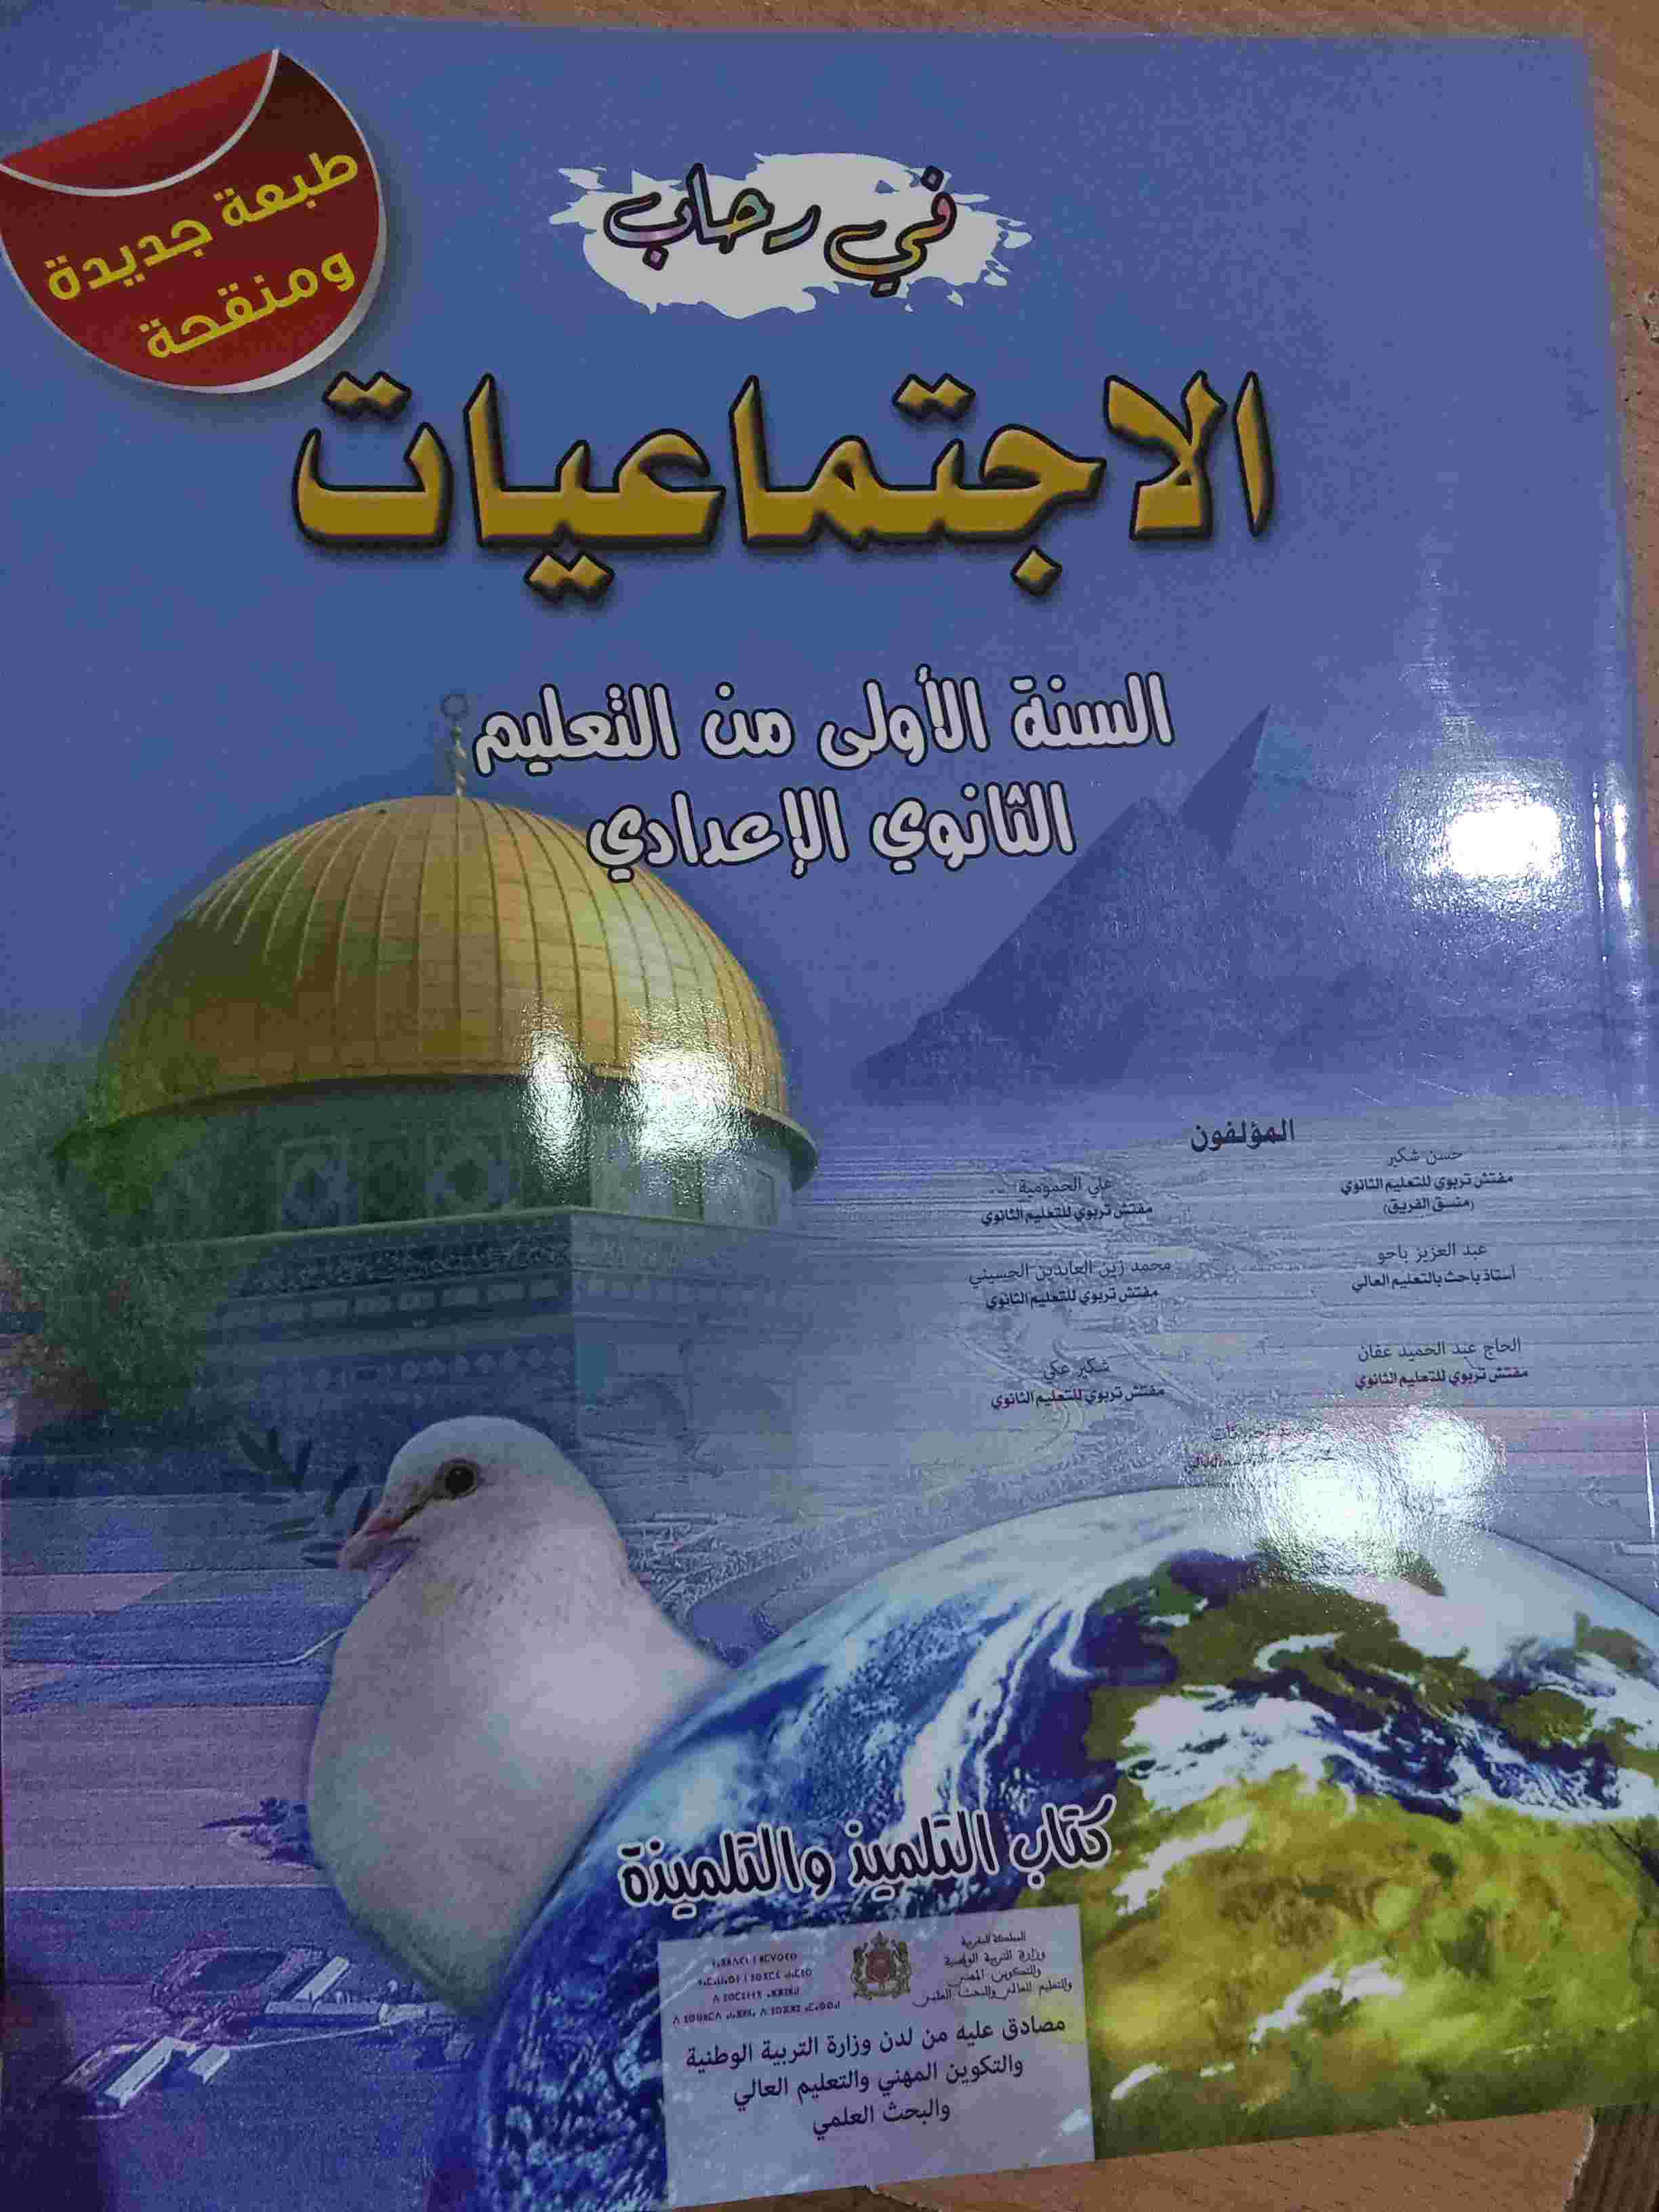 طبعة جديدة
ومنقحة
في رحاب
الاجتماعيات
السنة الأولى من التعليم
الثانوي الإعدادي
المؤلفون
حسن شكير
مفتش تربوي للتعليم الثانوي
(منسق الفريق)
علي الحمومية
مفتش تربوي للتعليم الثانوي
عبد العزيز باحو
أستاذ باحث بالتعليم العالي
محمد زين العابدين الحسيني
مفتش تربوي للتعليم الثانوي
الحاج عبد الحميد عفان
مفتش تربوي للتعليم الثانوي
شكير عكي
مفتش تربوي للتعليم الثانوي
كتاب التلميذ والتلميذة
المملكة المغربية
وزارة التربية الوطنية
والتكوين المهني
والتعليم العالي والبحث العلمي
مصادق عليه من لدن وزارة التربية الوطنية
والتكوين المهني والتعليم العالي
والبحث العلمي